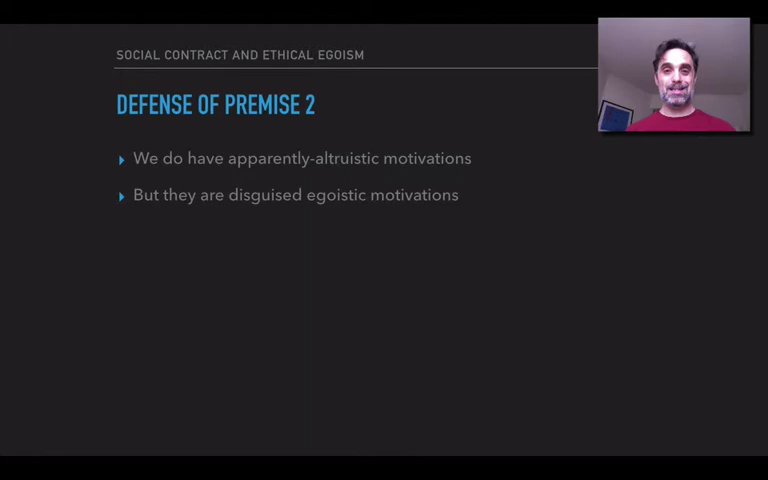 SOCIAL CONTRACT AND ETHICAL EGOISM
DEFENSE OF PREMISE 2
We do have apparently-altruistic motivations
But they are disguised egoistic motivations